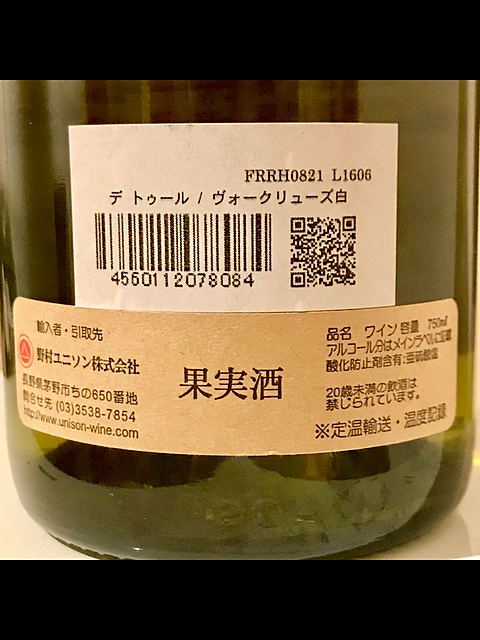 FRRH0821 L1606
デ トゥール / ヴォークリューズ白
4560112078084
輸入者・引取先
野村ユニソン株式会社
長野県茅野市ちの650番地
問合せ先 (03)3538-7854
http://www.unison-wine.com
果実酒
品名 ワイン 容量 750ml
アルコール分はメインラベルに記載
酸化防止剤含有:亜硫酸塩
20歳未満の飲酒は
禁じられています。
※定温輸送・温度記録